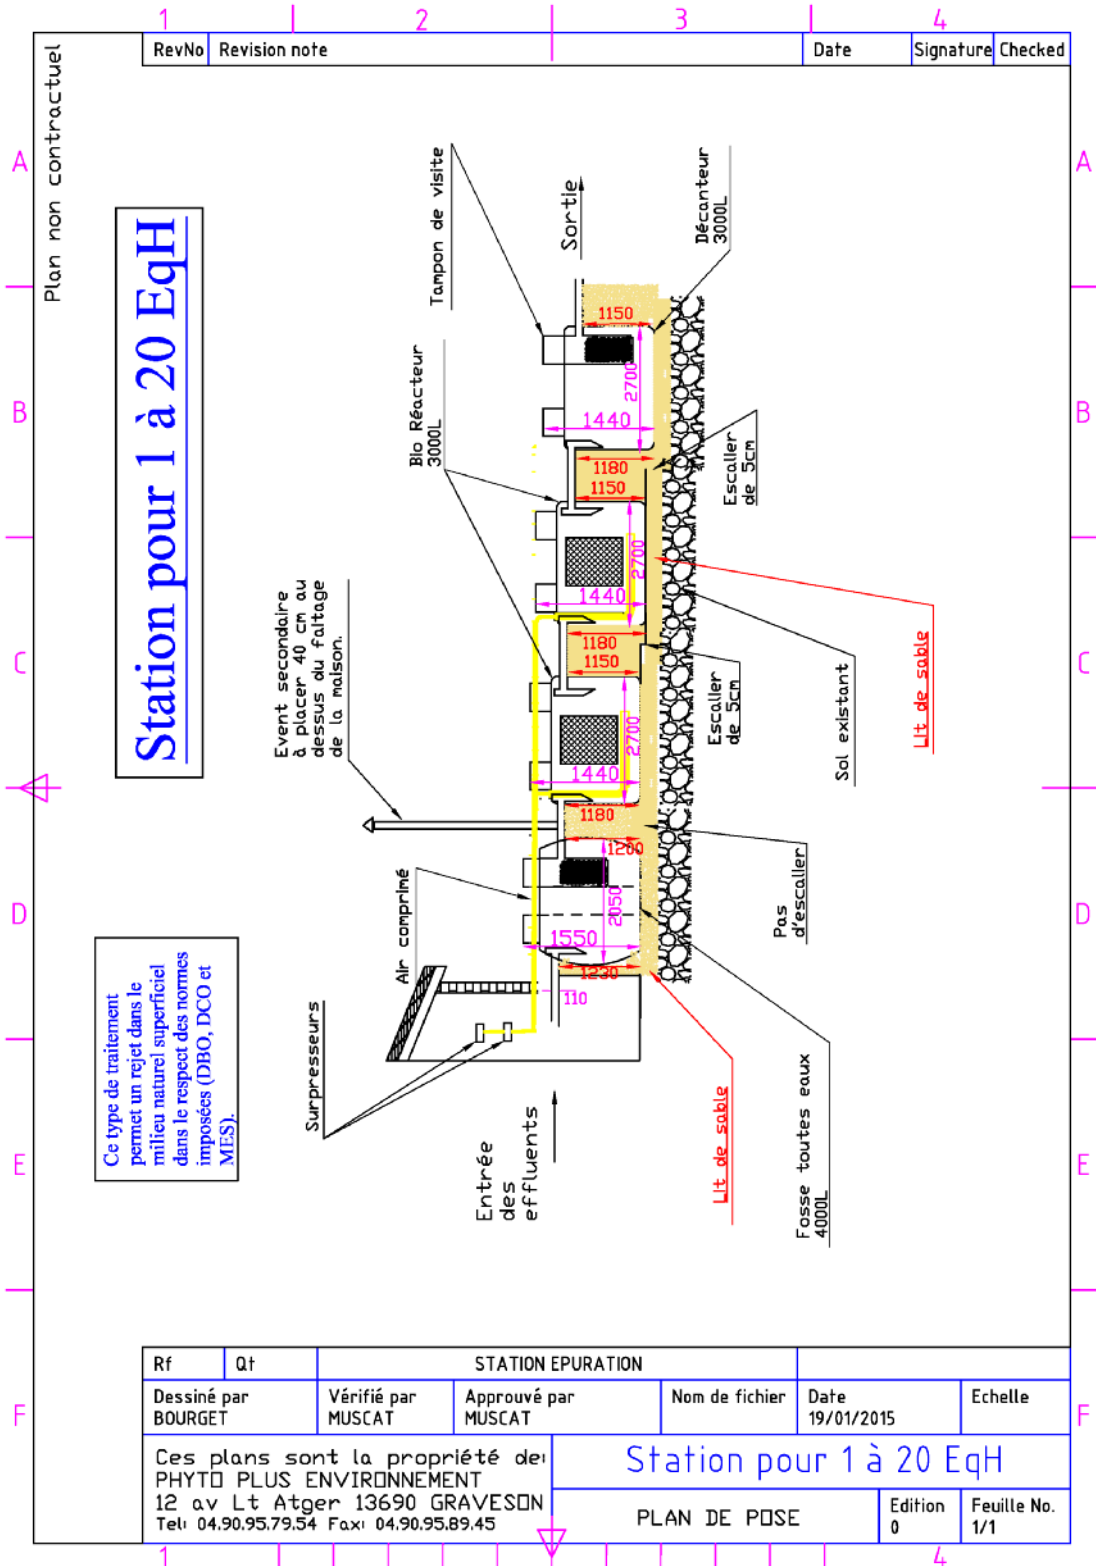 1
2
3
4
RevNo
Revision note
Date
Signature
Checked
Plan non contractuel
A
A
B
B
C
C
D
D
E
E
F
F
Station pour 1 à 20 EqH
Ce type de traitement
permet un rejet dans le
milieu naturel superficiel
dans le respect des normes
imposées (DBO, DCO et
MES).
Event secondaire
à placer 40 cm au
dessus du faîtage
de la maison.
Tampon de visite
Bio Réacteur
3000L
Sortie
Décanteur
3000L
Air comprimé
Surpresseurs
Entrée
des
effluents
1150
2700
1440
1180
1150
2700
1440
1180
1150
2700
1440
1180
1200
2050
1550
1230
110
Escalier
de 5cm
Escalier
de 5cm
Lit de sable
Sol existant
Pas
d'escalier
Lit de sable
Fosse toutes eaux
4000L
Rf
Qt
STATION EPURATION
Dessiné par
BOURGET
Vérifié par
MUSCAT
Approuvé par
MUSCAT
Nom de fichier
Date
19/01/2015
Echelle
Ces plans sont la propriété de:
PHYTO PLUS ENVIRONNEMENT
12 av Lt Atger 13690 GRAVESON
Tel: 04.90.95.79.54 Fax: 04.90.95.89.45
Station pour 1 à 20 EqH
PLAN DE POSE
Edition
0
Feuille No.
1/1
1
4